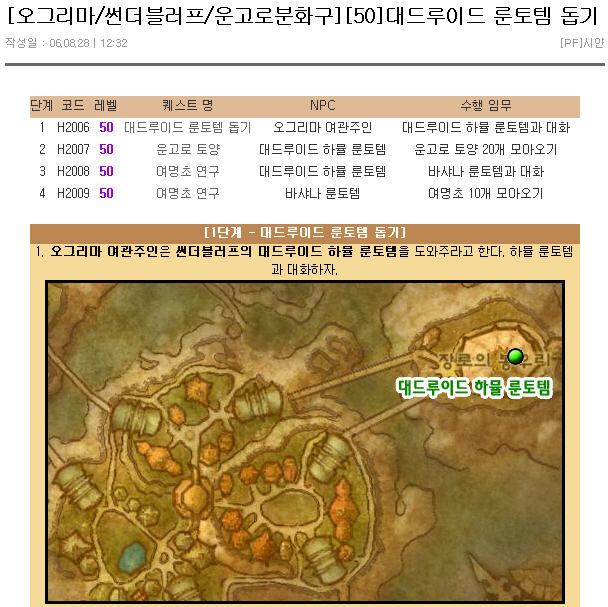 [오그리마/썬더블러프/운고로분화구][50]대드루이드 룬토템 돕기
작성일 : 06,08,28 | 12:32 [PF]시얀
단계 코드 레벨 퀘스트 명 NPC 수행 임무
1 H2006 50 대드루이드 룬토템 돕기 오그리마 여관주인 대드루이드 하뮬 룬토템과 대화
2 H2007 50 운고로 토양 대드루이드 하뮬 룬토템 운고로 토양 20개 모아오기
3 H2008 50 여명초 연구 대드루이드 하뮬 룬토템 바샤나 룬토템과 대화
4 H2009 50 여명초 연구 바샤나 룬토템 여명초 10개 모아오기
[1단계 - 대드루이드 룬토템 돕기]
1. 오그리마 여관주인은 썬더블러프의 대드루이드 하뮬 룬토템을 도와주라고 한다. 하뮬 룬토템
과 대화하자.
장로의 봉우리
대드루이드 하뮬 룬토템